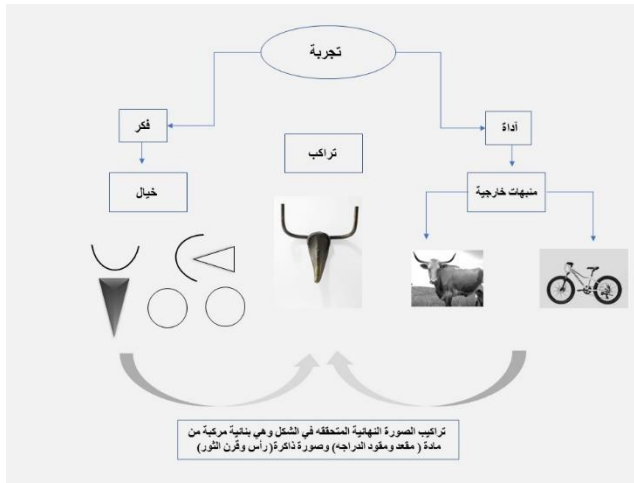 تجربة
فكر
أداة
تراكب
خيال
منبهات خارجية
تراكيب الصورة النهائية المتحققه في الشكل وهي بنائية مركبة من
مادة ( مقعد ومقود الدراجه) وصورة ذاكرة( رأس وقرن الثور)